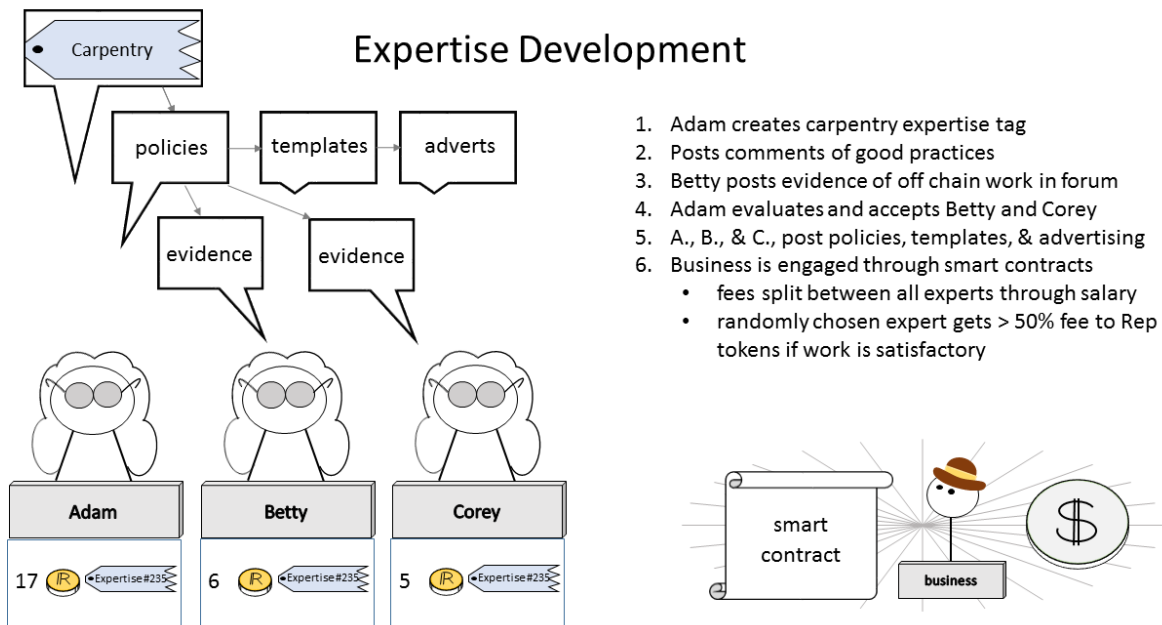 Carpentry
Expertise Development
policies
templates
adverts
evidence
evidence
1. Adam creates carpentry expertise tag
2. Posts comments of good practices
3. Betty posts evidence of off chain work in forum
4. Adam evaluates and accepts Betty and Corey
5. A., B., & C., post policies, templates, & advertising
6. Business is engaged through smart contracts
• fees split between all experts through salary
• randomly chosen expert gets > 50% fee to Rep
tokens if work is satisfactory
Adam
Betty
Corey
17 R Expertise#235
6 R Expertise#235
5 R Expertise#235
smart
contract
business
$